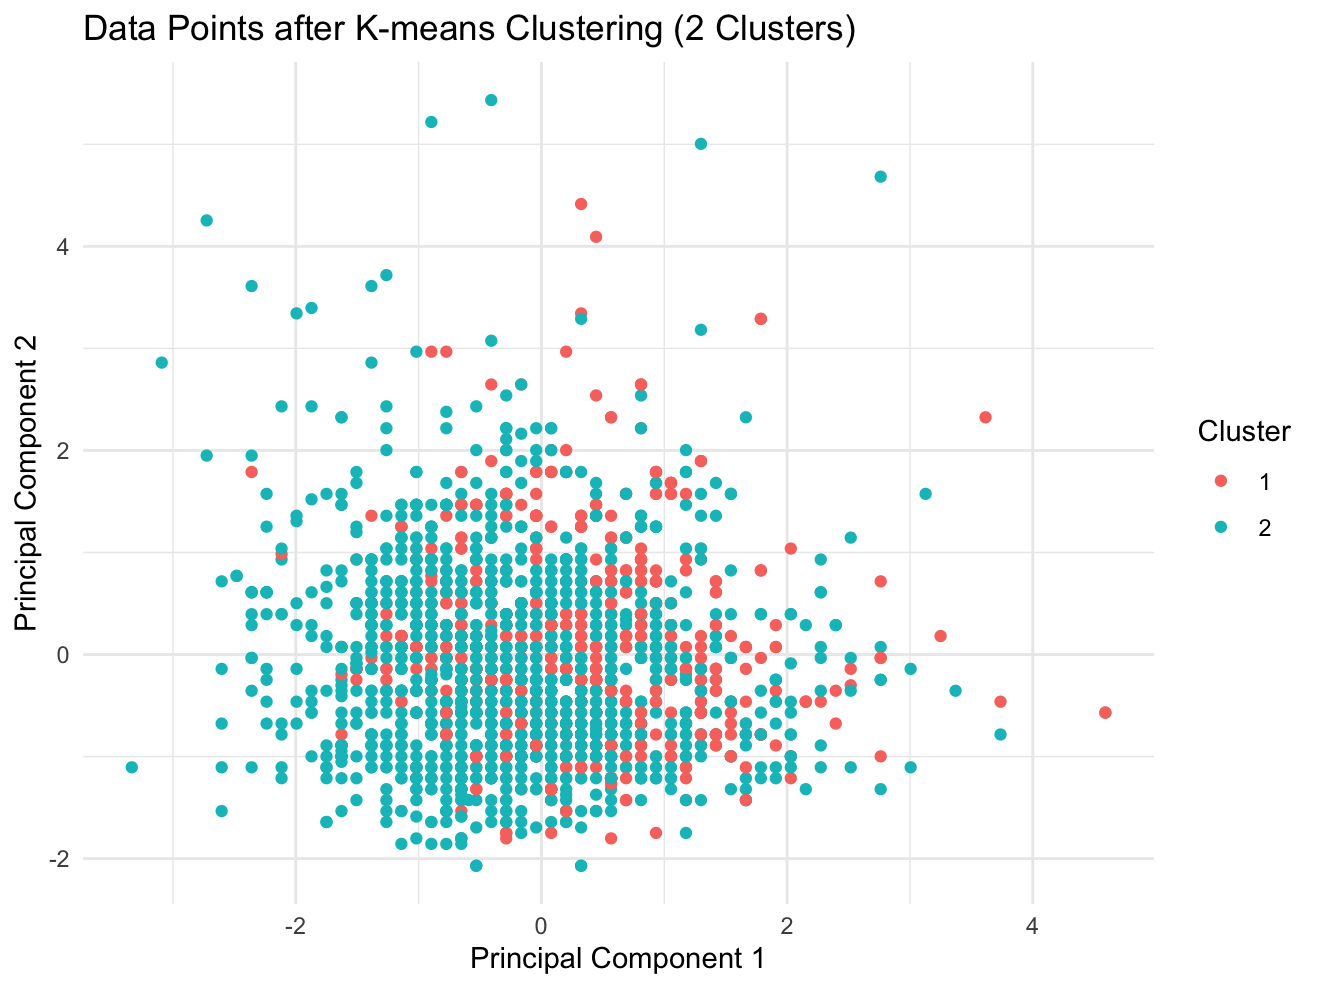 Data Points after K-means Clustering (2 Clusters)
Principal Component 2
4
2
0
-2
-2
0
2
4
Principal Component 1
Cluster
1
2